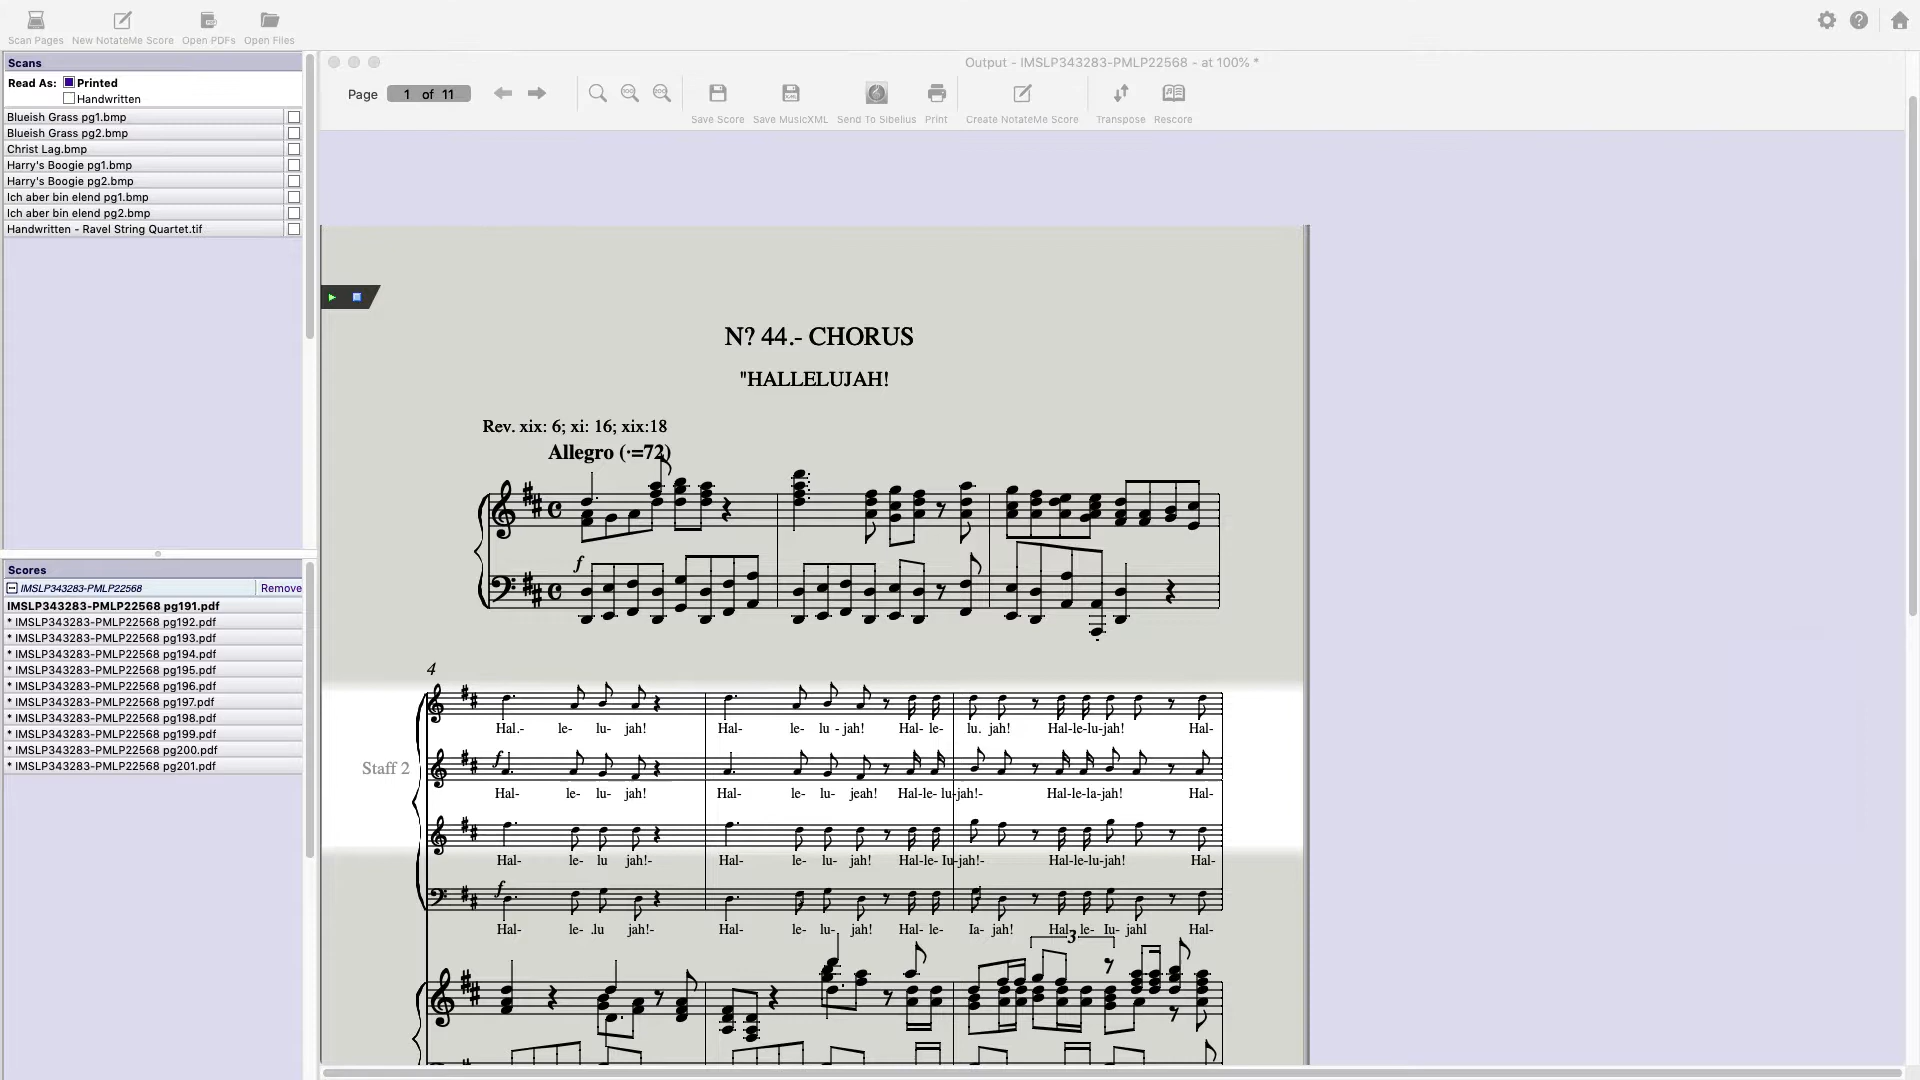 Scan Pages New NotateMe Score Open PDFs Open Files
Scans
Read As: Printed
Handwritten
Blueish Grass pg1.bmp
Blueish Grass pg2.bmp
Christ Lag.bmp
Harry's Boogie pg1.bmp
Harry's Boogie pg2.bmp
Ich aber bin elend pg1.bmp
Ich aber bin elend pg2.bmp
Handwritten - Ravel String Quartet.tif
Scores
IMSLP343283-PMLP22568 Remove
IMSLP343283-PMLP22568 pg191.pdf
* IMSLP343283-PMLP22568 pg192.pdf
* IMSLP343283-PMLP22568 pg193.pdf
* IMSLP343283-PMLP22568 pg194.pdf
* IMSLP343283-PMLP22568 pg195.pdf
* IMSLP343283-PMLP22568 pg196.pdf
* IMSLP343283-PMLP22568 pg197.pdf
* IMSLP343283-PMLP22568 pg198.pdf
* IMSLP343283-PMLP22568 pg199.pdf
* IMSLP343283-PMLP22568 pg200.pdf
* IMSLP343283-PMLP22568 pg201.pdf
Output - IMSLP343283-PMLP22568 - at 100% *
Page 1 of 11
100 200
Save Score Save MusicXML Send To Sibelius Print Create NotateMe Score Transpose Rescore
N? 44.- CHORUS
"HALLELUJAH!
Rev. xix: 6; xi: 16; xix:18
Allegro (·=72)
f
4
Hal.- le- lu- jah! Hal- le- lu - jah! Hal- le- lu. jah! Hal-le-lu-jah! Hal-
Staff 2
f
Hal- le- lu- jah! Hal- le- lu- jeah! Hal-le- lu-jah!- Hal-le-la-jah! Hal-
Hal- le- lu jah!- Hal- le- lu- jah! Hal-le- Iu-jah!- Hal-le-lu-jah! Hal-
f
Hal- le- .lu jah!- Hal- le- lu- jah! Hal- le- Ia- jah! Hal- le- Iu- jahl Hal-
3